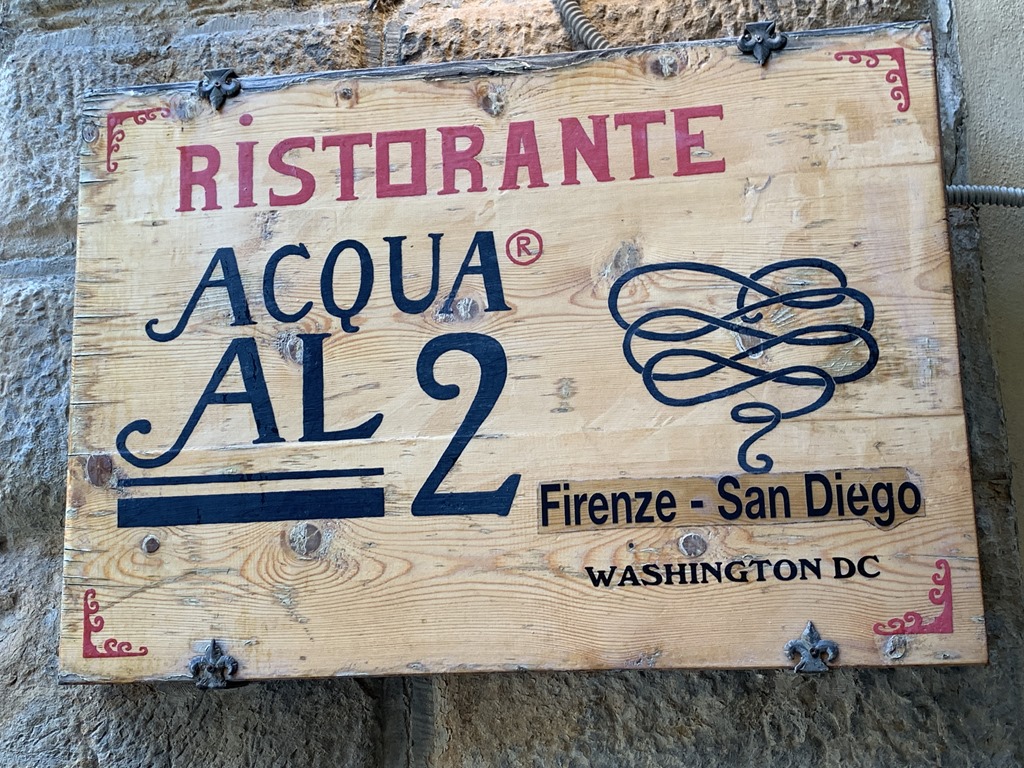 RiSTORANTE
ACQUA®
AL 2
Firenze - San Diego
WASHINGTON DC